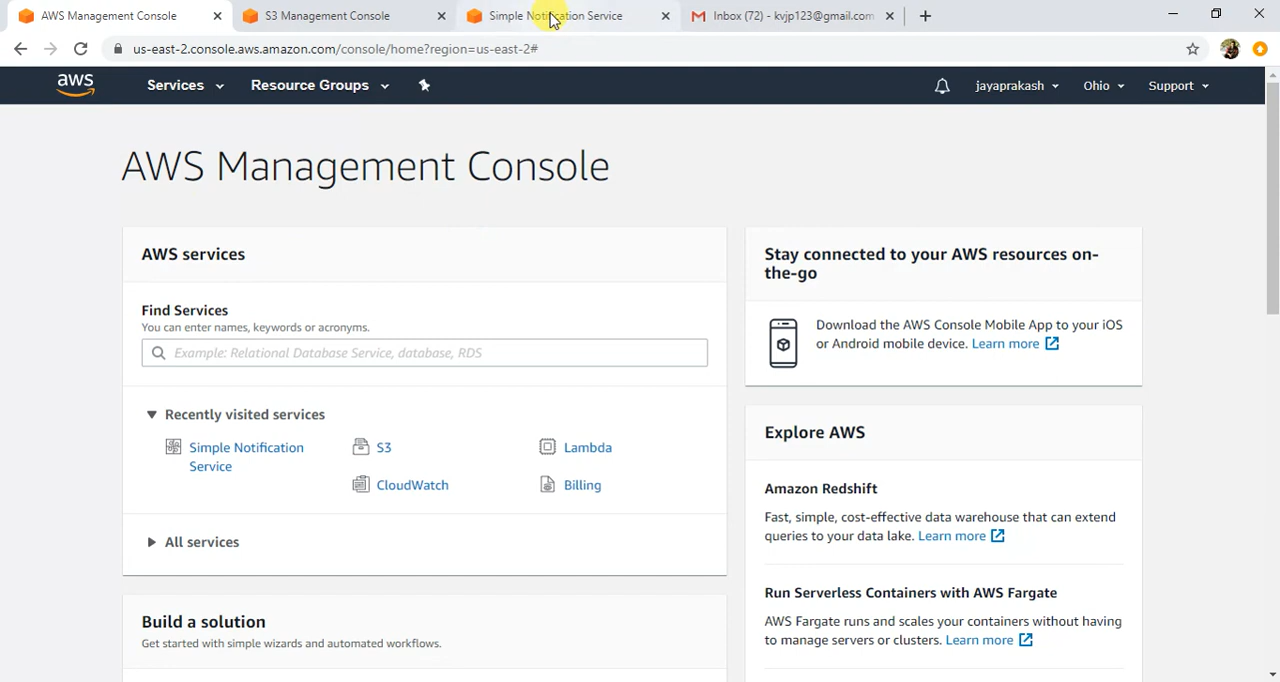 AWS Management Console
S3 Management Console
Simple Notification Service
Inbox (72) - kvjp123@gmail.com
us-east-2.console.aws.amazon.com/console/home?region=us-east-2#
aws
Services
Resource Groups
jayaprakash
Ohio
Support
AWS Management Console
AWS services
Find Services
You can enter names, keywords or acronyms.
Example: Relational Database Service, database, RDS
Recently visited services
Simple Notification
Service
S3
Lambda
CloudWatch
Billing
All services
Build a solution
Get started with simple wizards and automated workflows.
Stay connected to your AWS resources on-
the-go
Download the AWS Console Mobile App to your iOS
or Android mobile device. Learn more
Explore AWS
Amazon Redshift
Fast, simple, cost-effective data warehouse that can extend
queries to your data lake. Learn more
Run Serverless Containers with AWS Fargate
AWS Fargate runs and scales your containers without having
to manage servers or clusters. Learn more